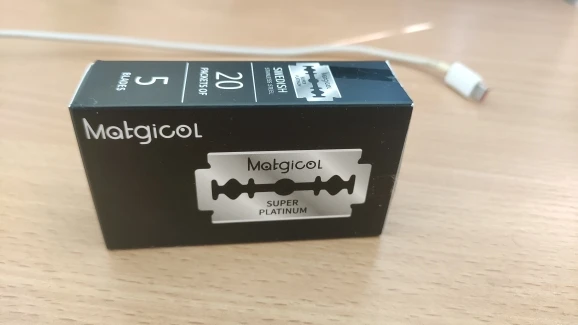 5
BLADES
20
PACKETS OF
SWEDISH
STAINLESS STEEL
Matgicol
Matgicol
SUPER
PLATINUM